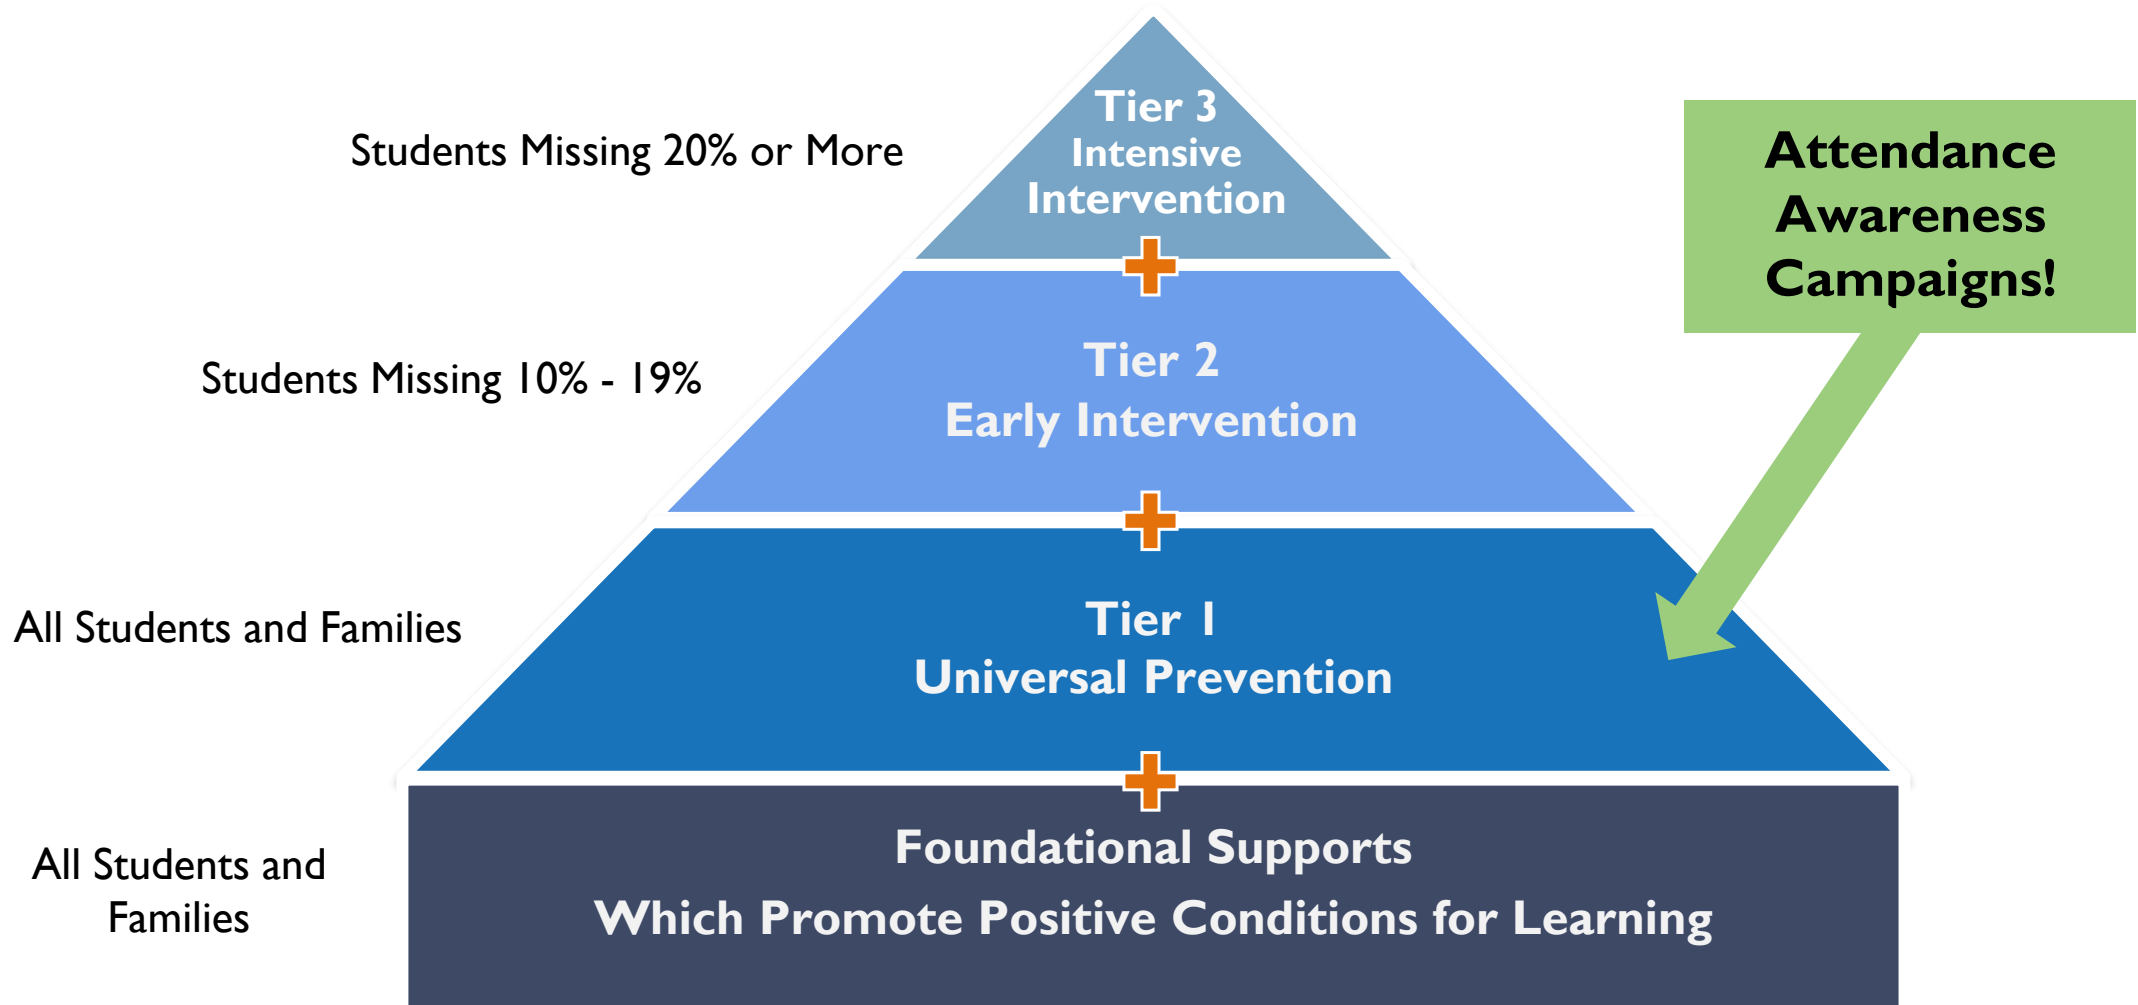 Students Missing 20% or More
Tier 3
Intensive
Intervention
Attendance
Awareness
Campaigns!
Students Missing 10% - 19%
Tier 2
Early Intervention
All Students and Families
Tier 1
Universal Prevention
All Students and
Families
Foundational Supports
Which Promote Positive Conditions for Learning